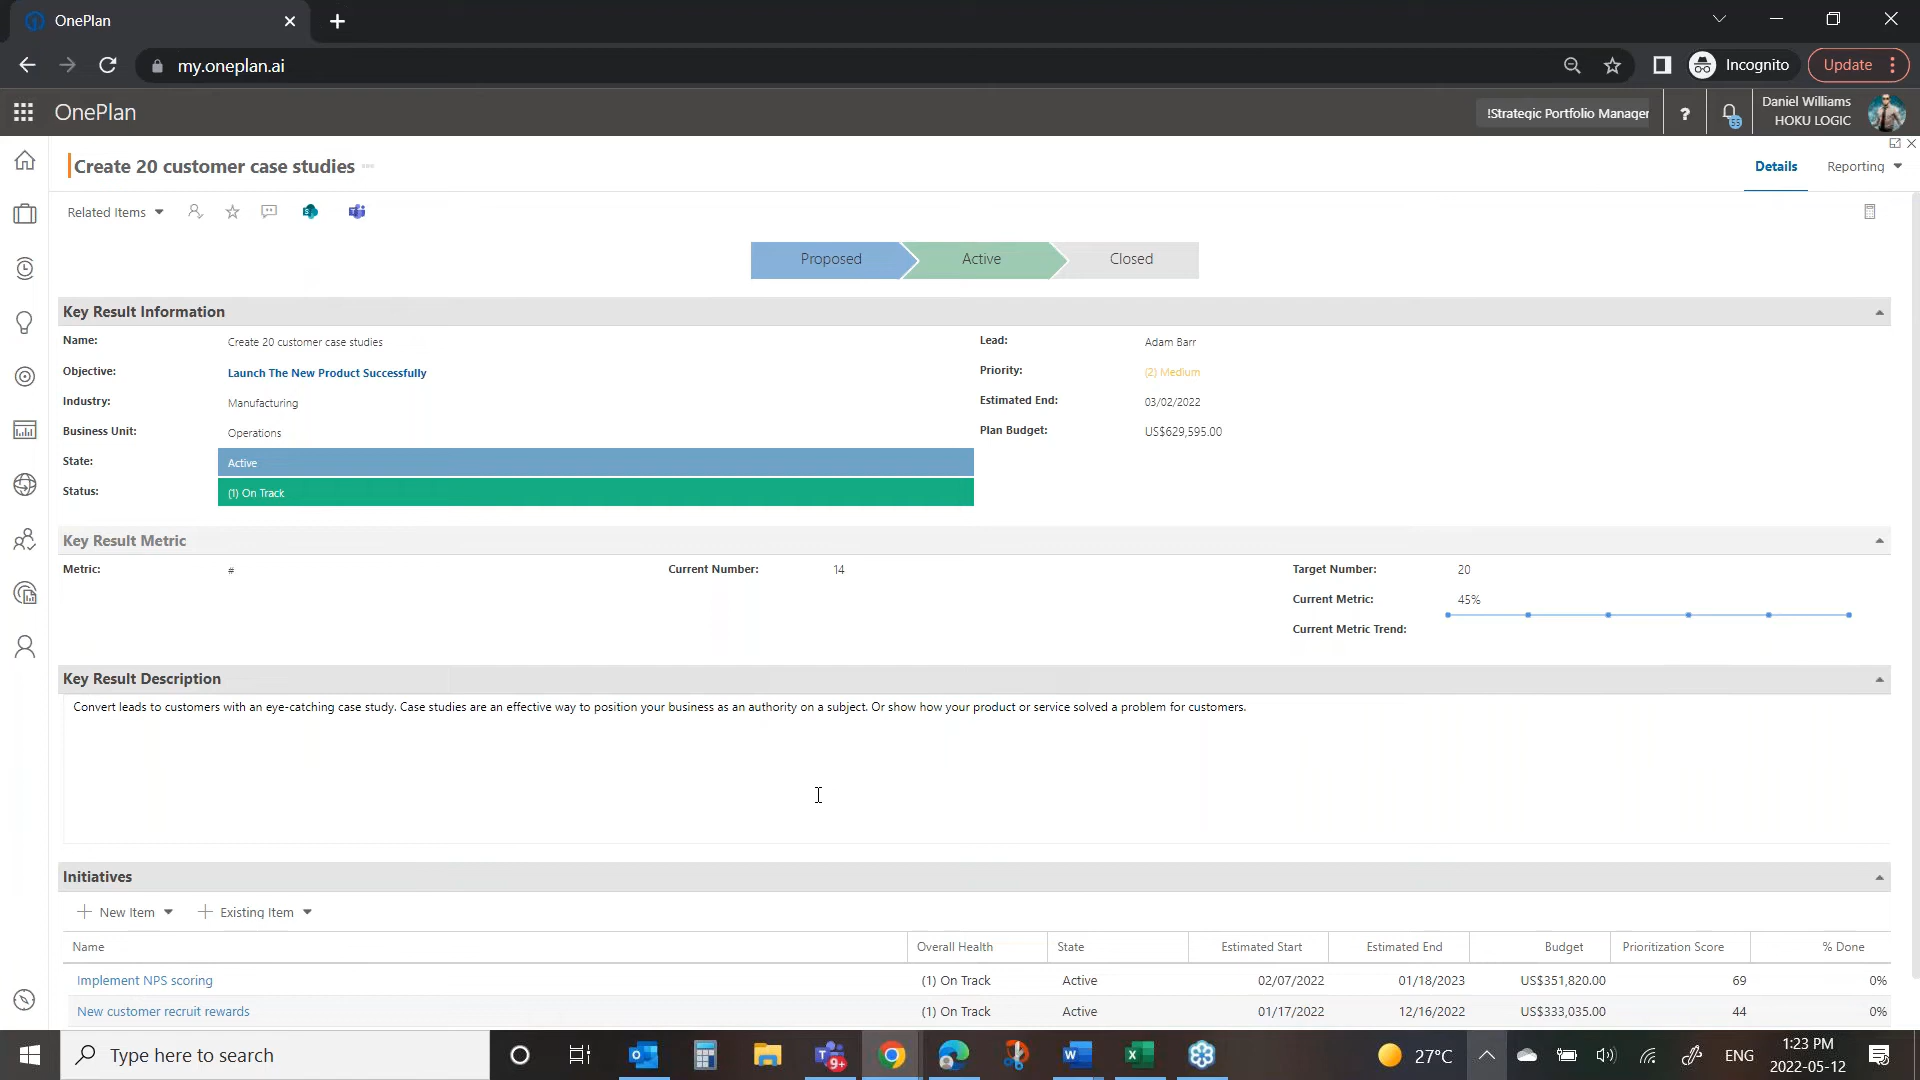 OnePlan
my.oneplan.ai
Incognito
Update
OnePlan
!Strategic Portfolio Manager
?
55
Daniel Williams
HOKU LOGIC
Create 20 customer case studies
Details
Reporting
Related Items
Proposed
Active
Closed
Key Result Information
Name:
Create 20 customer case studies
Lead:
Adam Barr
Objective:
Launch The New Product Successfully
Priority:
(2) Medium
Industry:
Manufacturing
Estimated End:
03/02/2022
Business Unit:
Operations
Plan Budget:
US$629,595.00
State:
Active
Status:
(1) On Track
Key Result Metric
Metric:
#
Current Number:
14
Target Number:
20
Current Metric:
45%
Current Metric Trend:
Key Result Description
Convert leads to customers with an eye-catching case study. Case studies are an effective way to position your business as an authority on a subject. Or show how your product or service solved a problem for customers.
Initiatives
New Item
Existing Item
Name Overall Health State Estimated Start Estimated End Budget Prioritization Score % Done
Implement NPS scoring (1) On Track Active 02/07/2022 01/18/2023 US$351,820.00 69 0%
New customer recruit rewards (1) On Track Active 01/17/2022 12/16/2022 US$333,035.00 44 0%
Type here to search
9+
27°C
ENG
1:23 PM
2022-05-12